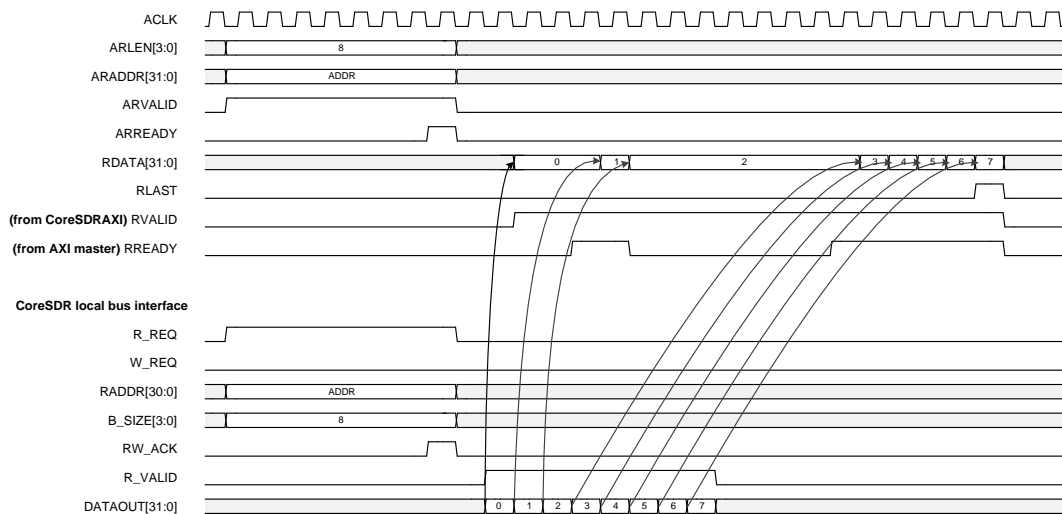 ACLK
ARLEN[3:0] 8
ARADDR[31:0] ADDR
ARVALID
ARREADY
RDATA[31:0] 0 1 2 3 4 5 6 7
RLAST
(from CoreSDRAXI) RVALID
(from AXI master) RREADY
CoreSDR local bus interface
R_REQ
W_REQ
RADDR[30:0] ADDR
B_SIZE[3:0] 8
RW_ACK
R_VALID
DATAOUT[31:0] 0 1 2 3 4 5 6 7